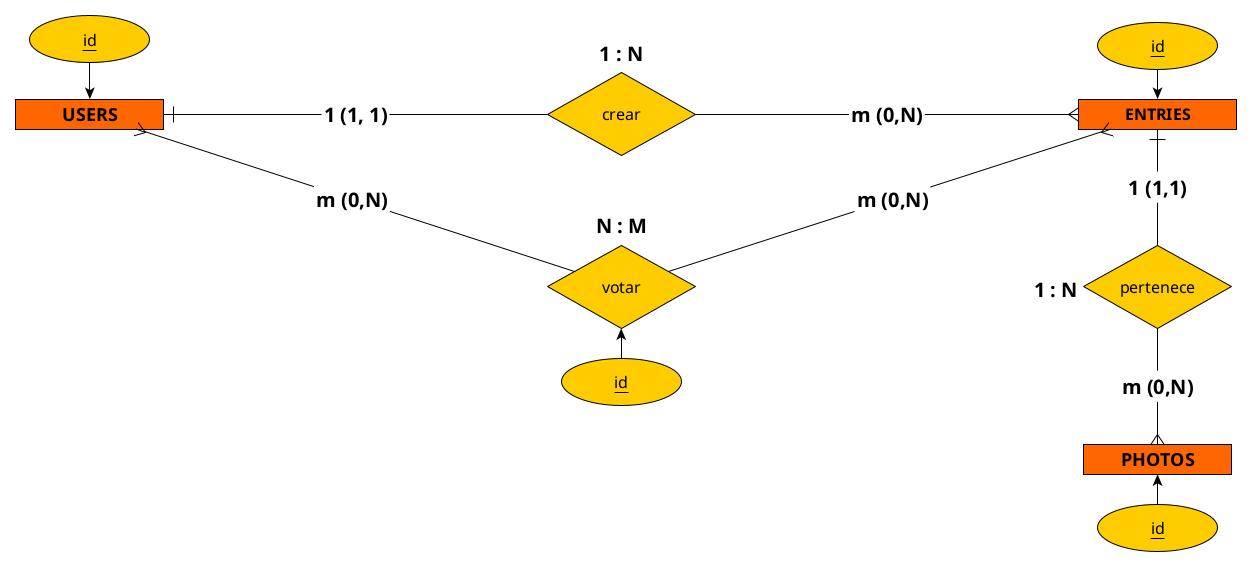 id
id
1 : N
USERS
1 (1, 1)
crear
m (0,N)
ENTRIES
m (0,N)
m (0,N)
1 (1,1)
N : M
votar
1 : N
pertenece
id
m (0,N)
PHOTOS
id